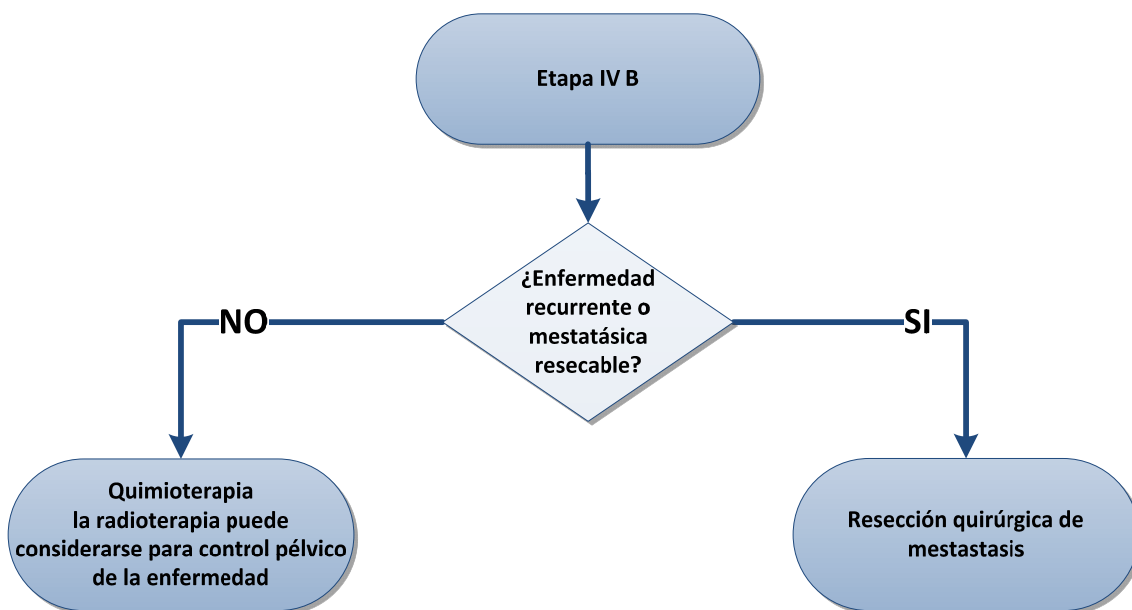 Etapa IV B
¿Enfermedad
recurrente o
mestatásica
resecable?
NO
SI
Quimioterapia
la radioterapia puede
considerarse para control pélvico
de la enfermedad
Resección quirúrgica de
mestastasis